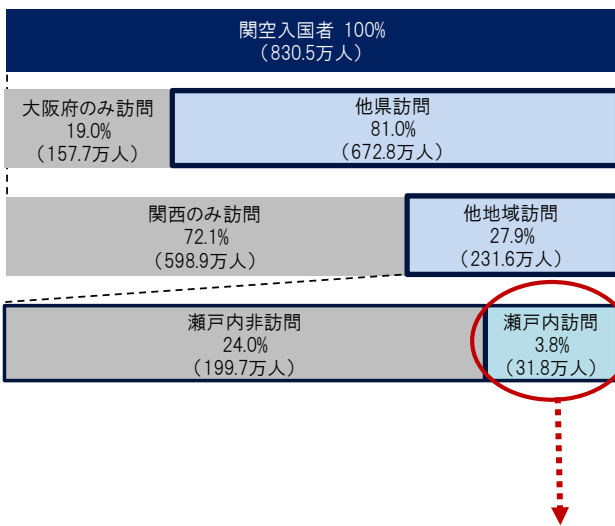 関空入国者 100%
（830.5万人）
大阪府のみ訪問
19.0%
（157.7万人）
他県訪問
81.0%
（672.8万人）
関西のみ訪問
72.1%
（598.9万人）
他地域訪問
27.9%
（231.6万人）
瀬戸内非訪問
24.0%
（199.7万人）
瀬戸内訪問
3.8%
（31.8万人）